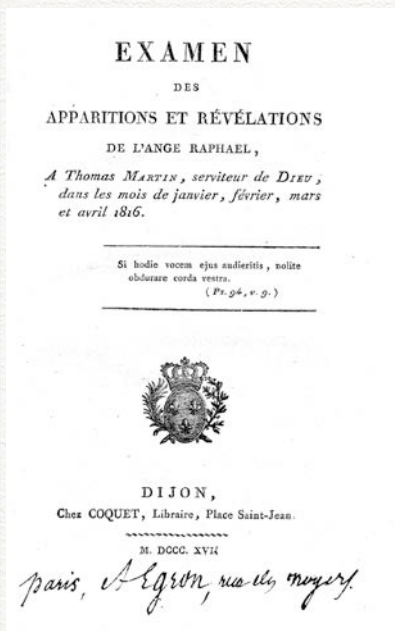 EXAMEN
DES
APPARITIONS ET RÉVÉLATIONS
DE L'ANGE RAPHAEL,
A Thomas MARTIN, serviteur de DIEU,
dans les mois de janvier, février, mars
et avril 1816.
Si hodie vocem ejus audieritis, nolite
obdurare corda vestra.
(Ps. 94, v. 9.)
DIJON,
Chez COQUET, Libraire, Place Saint-Jean.
M. DCCC. XVII
paris, A Egron, rue des noyers.